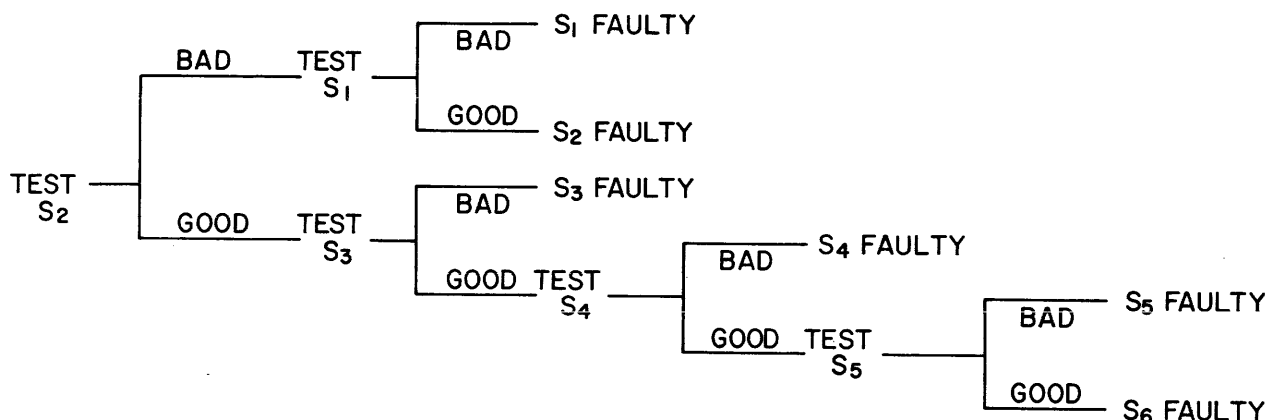 BAD
TEST
S1
BAD
S1 FAULTY
GOOD
S2 FAULTY
TEST
S2
GOOD
TEST
S3
BAD
S3 FAULTY
GOOD
TEST
S4
BAD
S4 FAULTY
GOOD
TEST
S5
BAD
S5 FAULTY
GOOD
S6 FAULTY